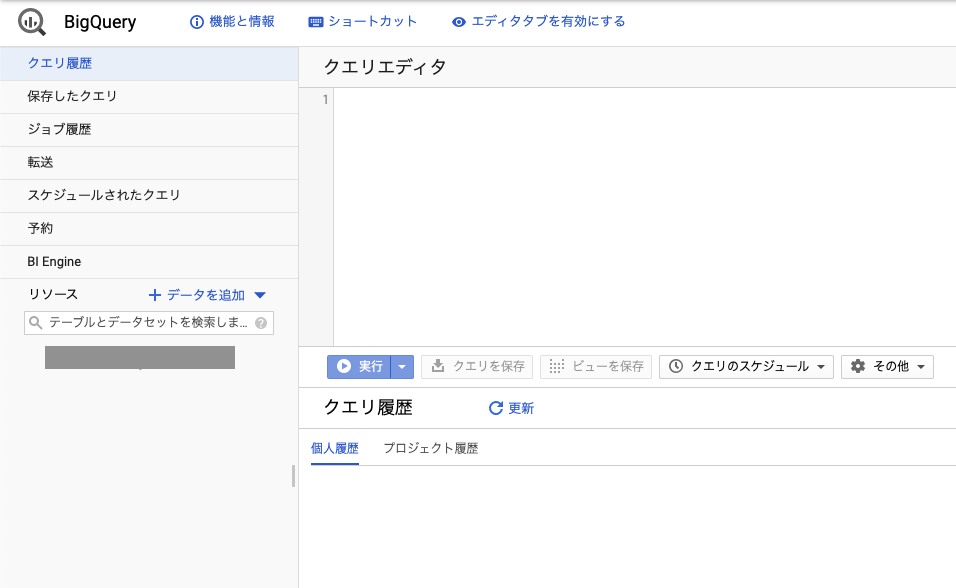 BigQuery 機能と情報 ショートカット エディタタブを有効にする
クエリ履歴
保存したクエリ
ジョブ履歴
転送
スケジュールされたクエリ
予約
BI Engine
リソース データを追加
テーブルとデータセットを検索しま...
クエリエディタ
1
実行 クエリを保存 ビューを保存 クエリのスケジュール その他
クエリ履歴 更新
個人履歴 プロジェクト履歴